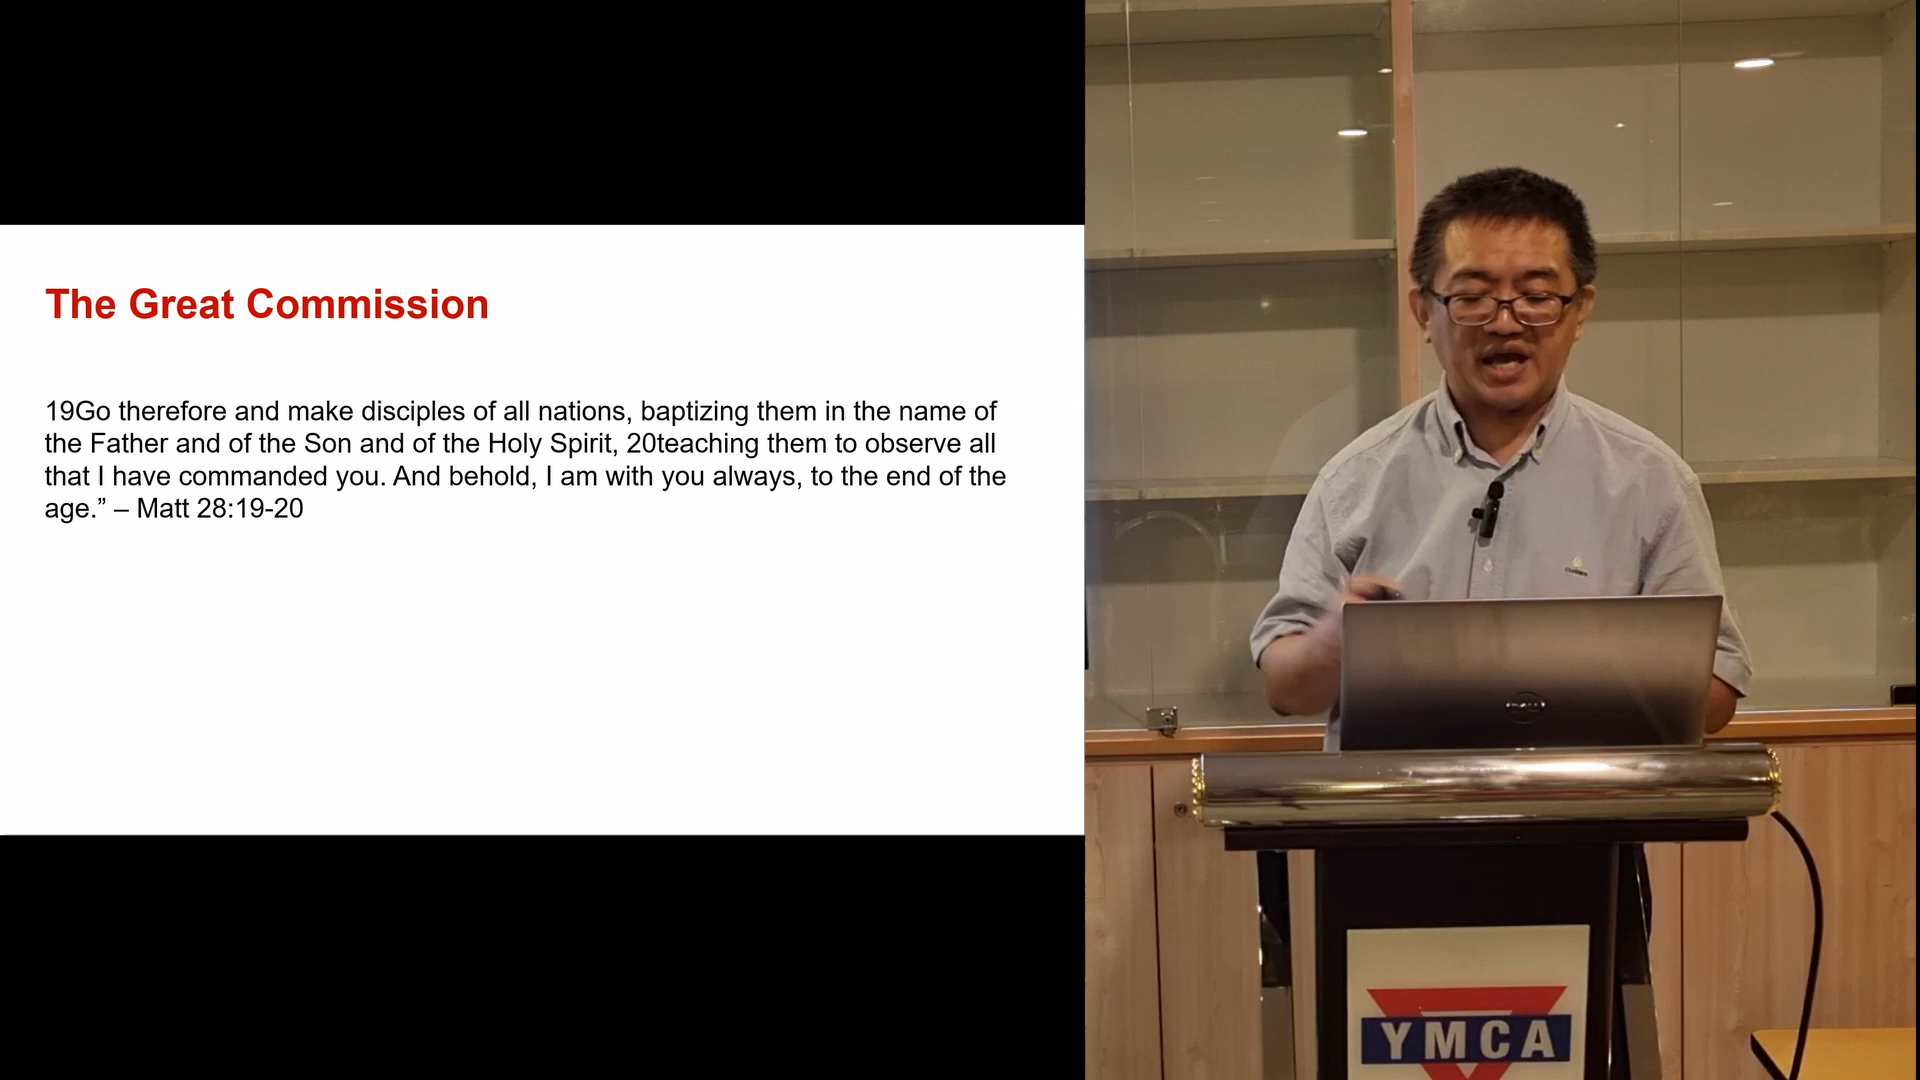 The Great Commission
19Go therefore and make disciples of all nations, baptizing them in the name of
the Father and of the Son and of the Holy Spirit, 20teaching them to observe all
that I have commanded you. And behold, I am with you always, to the end of the
age.” – Matt 28:19-20
DELL
YMCA